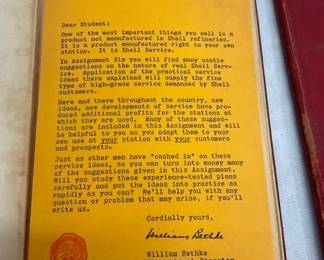 Dear Student:
One of the most important things you sell is a
product not manufactured in Shell refineries.
It is a product manufactured right in your own
station. It is Shell Service.
In Assignment Six you will find many usable
suggestions on the nature of real Shell Serv-
ice. Application of the practical service
ideas there explained will supply the fine
type of high-grade service demanded by Shell
customers.
Here and there throughout the country, new
ideas, new developments of service have pro-
duced additional profits for the stations at
which they are used. Many of these sugges-
tions are included in this Assignment and will
be helpful to you as you adapt them to your
own use at your station with your customers
and prospects.
Just as other men have "cashed in" on these
service ideas, so you can turn into money many
of the suggestions given in this Assignment.
Will you study these experience-tested plans
carefully and put the ideas into practice as
rapidly as you can? We'll help you with any
question or problem that may arise, if you'll
write us.
Cordially yours,
William Bethke
William Bethke
Director